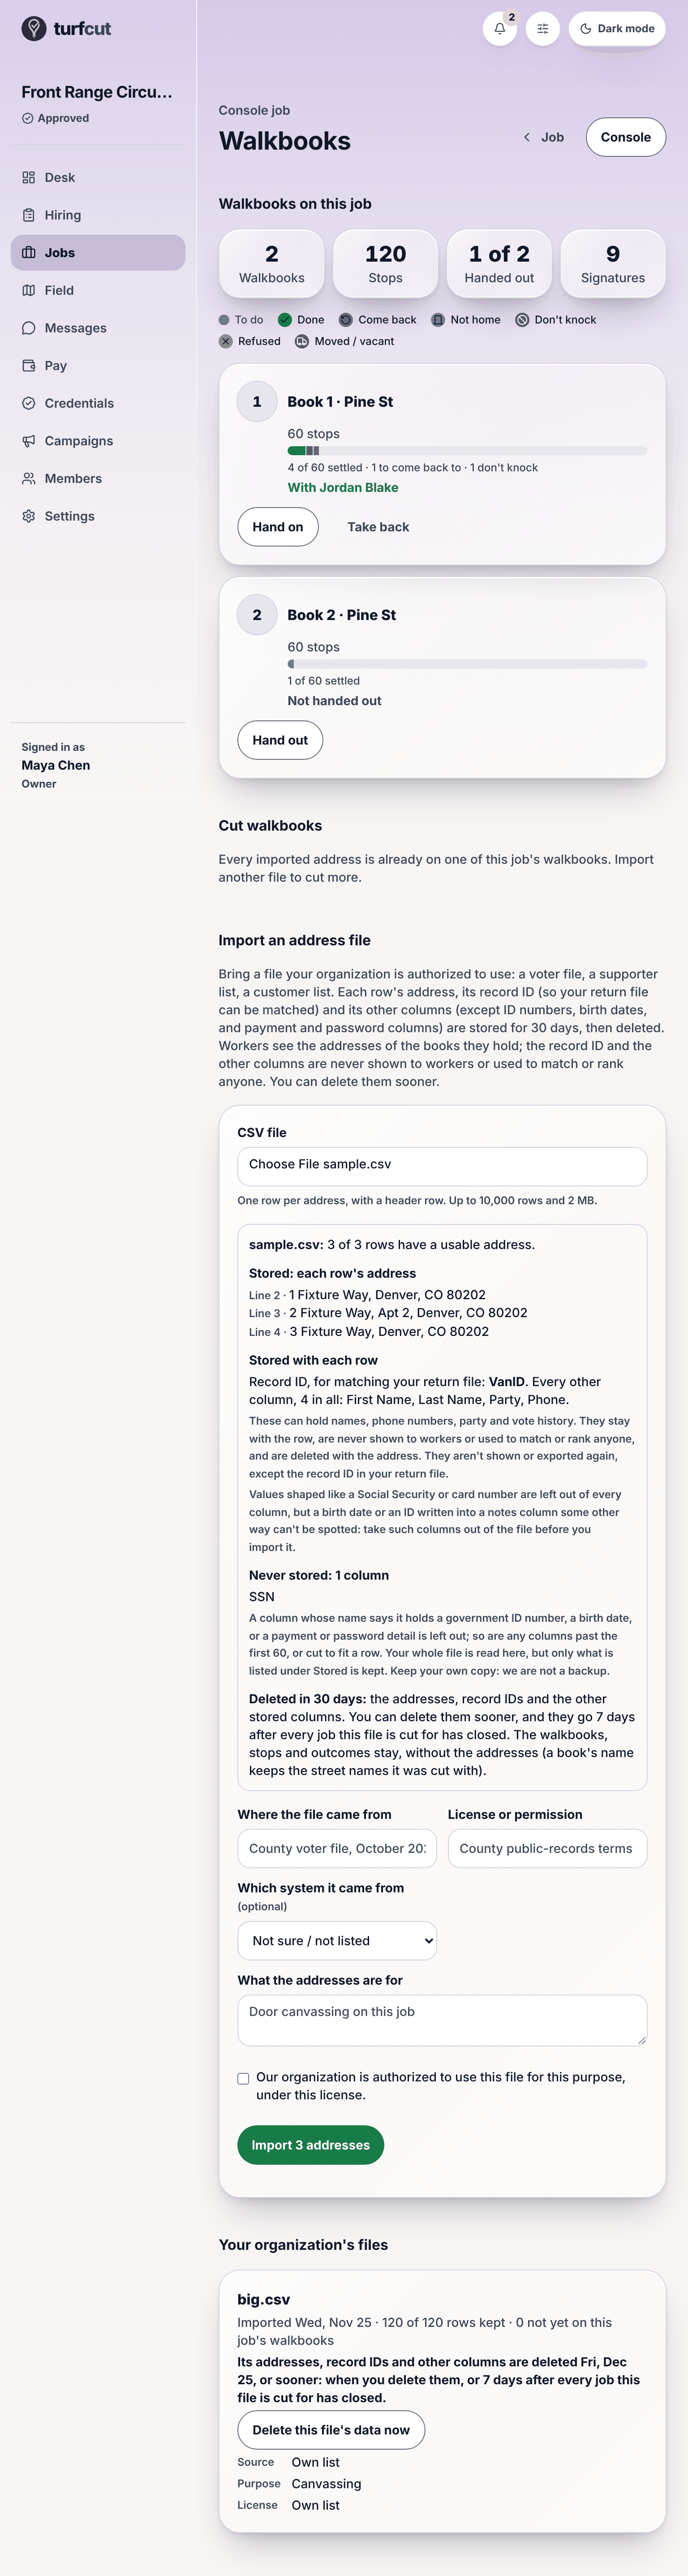 turfcut
2
Dark mode
Front Range Circu...
Approved
Desk
Hiring
Jobs
Field
Messages
Pay
Credentials
Campaigns
Members
Settings
Signed in as
Maya Chen
Owner
Console job
Walkbooks
Job
Console
Walkbooks on this job
2
Walkbooks
120
Stops
1 of 2
Handed out
9
Signatures
To do
Done
Come back
Not home
Don't knock
Refused
Moved / vacant
1
Book 1 · Pine St
60 stops
4 of 60 settled · 1 to come back to · 1 don't knock
With Jordan Blake
Hand on
Take back
2
Book 2 · Pine St
60 stops
1 of 60 settled
Not handed out
Hand out
Cut walkbooks
Every imported address is already on one of this job's walkbooks. Import
another file to cut more.
Import an address file
Bring a file your organization is authorized to use: a voter file, a supporter
list, a customer list. Each row's address, its record ID (so your return file
can be matched) and its other columns (except ID numbers, birth dates,
and payment and password columns) are stored for 30 days, then deleted.
Workers see the addresses of the books they hold; the record ID and the
other columns are never shown to workers or used to match or rank
anyone. You can delete them sooner.
CSV file
Choose File sample.csv
One row per address, with a header row. Up to 10,000 rows and 2 MB.
sample.csv: 3 of 3 rows have a usable address.
Stored: each row's address
Line 2 · 1 Fixture Way, Denver, CO 80202
Line 3 · 2 Fixture Way, Apt 2, Denver, CO 80202
Line 4 · 3 Fixture Way, Denver, CO 80202
Stored with each row
Record ID, for matching your return file: VanID. Every other
column, 4 in all: First Name, Last Name, Party, Phone.
These can hold names, phone numbers, party and vote history. They stay
with the row, are never shown to workers or used to match or rank anyone,
and are deleted with the address. They aren't shown or exported again,
except the record ID in your return file.
Values shaped like a Social Security or card number are left out of every
column, but a birth date or an ID written into a notes column some other
way can't be spotted: take such columns out of the file before you
import it.
Never stored: 1 column
SSN
A column whose name says it holds a government ID number, a birth date,
or a payment or password detail is left out; so are any columns past the
first 60, or cut to fit a row. Your whole file is read here, but only what is
listed under Stored is kept. Keep your own copy: we are not a backup.
Deleted in 30 days: the addresses, record IDs and the other
stored columns. You can delete them sooner, and they go 7 days
after every job this file is cut for has closed. The walkbooks,
stops and outcomes stay, without the addresses (a book's name
keeps the street names it was cut with).
Where the file came from
License or permission
County voter file, October 20
County public-records terms
Which system it came from
(optional)
Not sure / not listed
What the addresses are for
Door canvassing on this job
Our organization is authorized to use this file for this purpose,
under this license.
Import 3 addresses
Your organization's files
big.csv
Imported Wed, Nov 25 · 120 of 120 rows kept · 0 not yet on this
job's walkbooks
Its addresses, record IDs and other columns are deleted Fri, Dec
25, or sooner: when you delete them, or 7 days after every job this
file is cut for has closed.
Delete this file's data now
Source Own list
Purpose Canvassing
License Own list